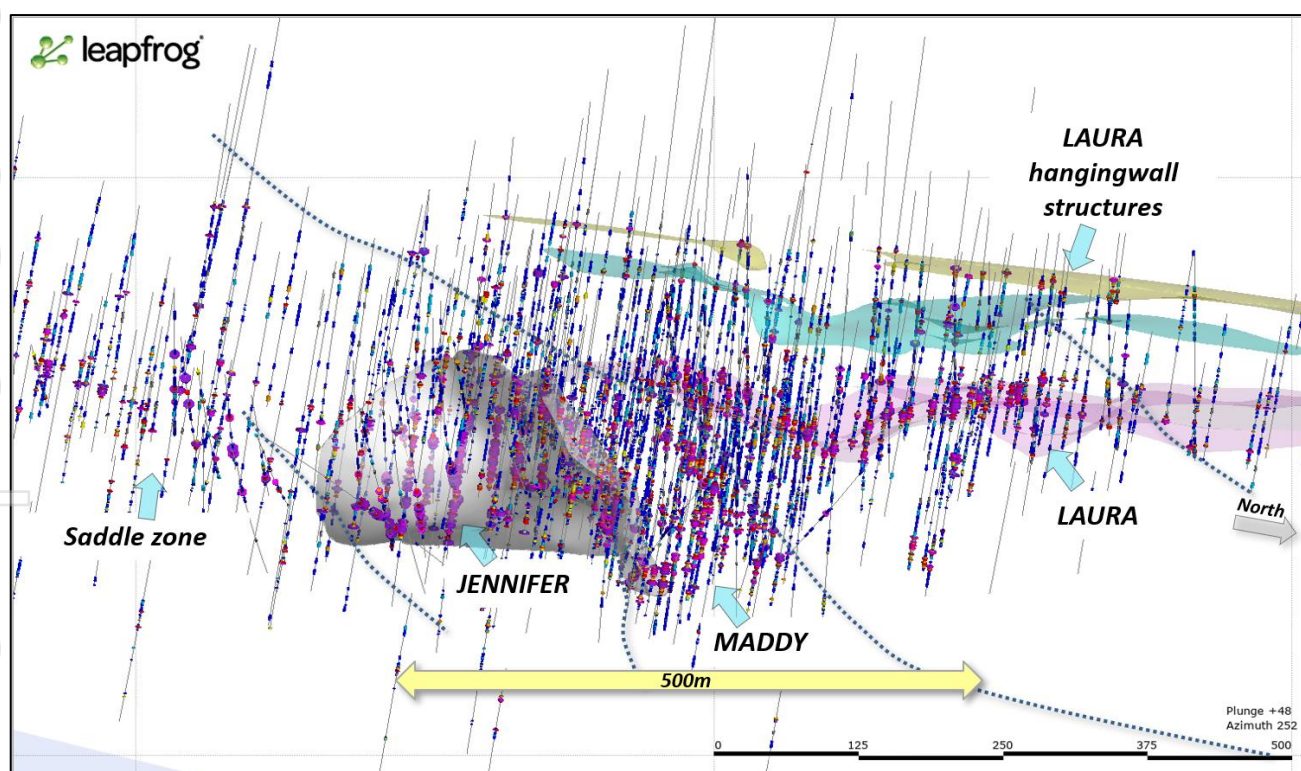 leapfrog®
LAURA
hangingwall
structures
Saddle zone
JENNIFER
MADDY
LAURA
North
500m
Plunge +48
Azimuth 252
0 125 250 375 500